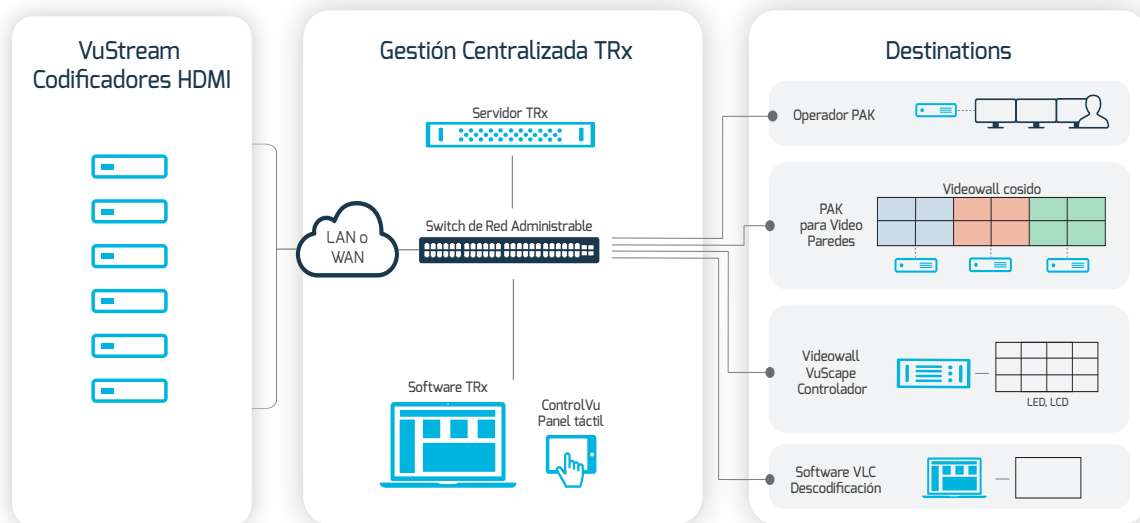 VuStream
Codificadores HDMI
Gestión Centralizada TRx
Servidor TRx
LAN o
WAN
Switch de Red Administrable
Software TRx
ControlVu
Panel táctil
Destinations
Operador PAK
Videowall cosido
PAK
para Video
Paredes
Videowall
VuScape
Controlador
LED, LCD
Software VLC
Descodificación